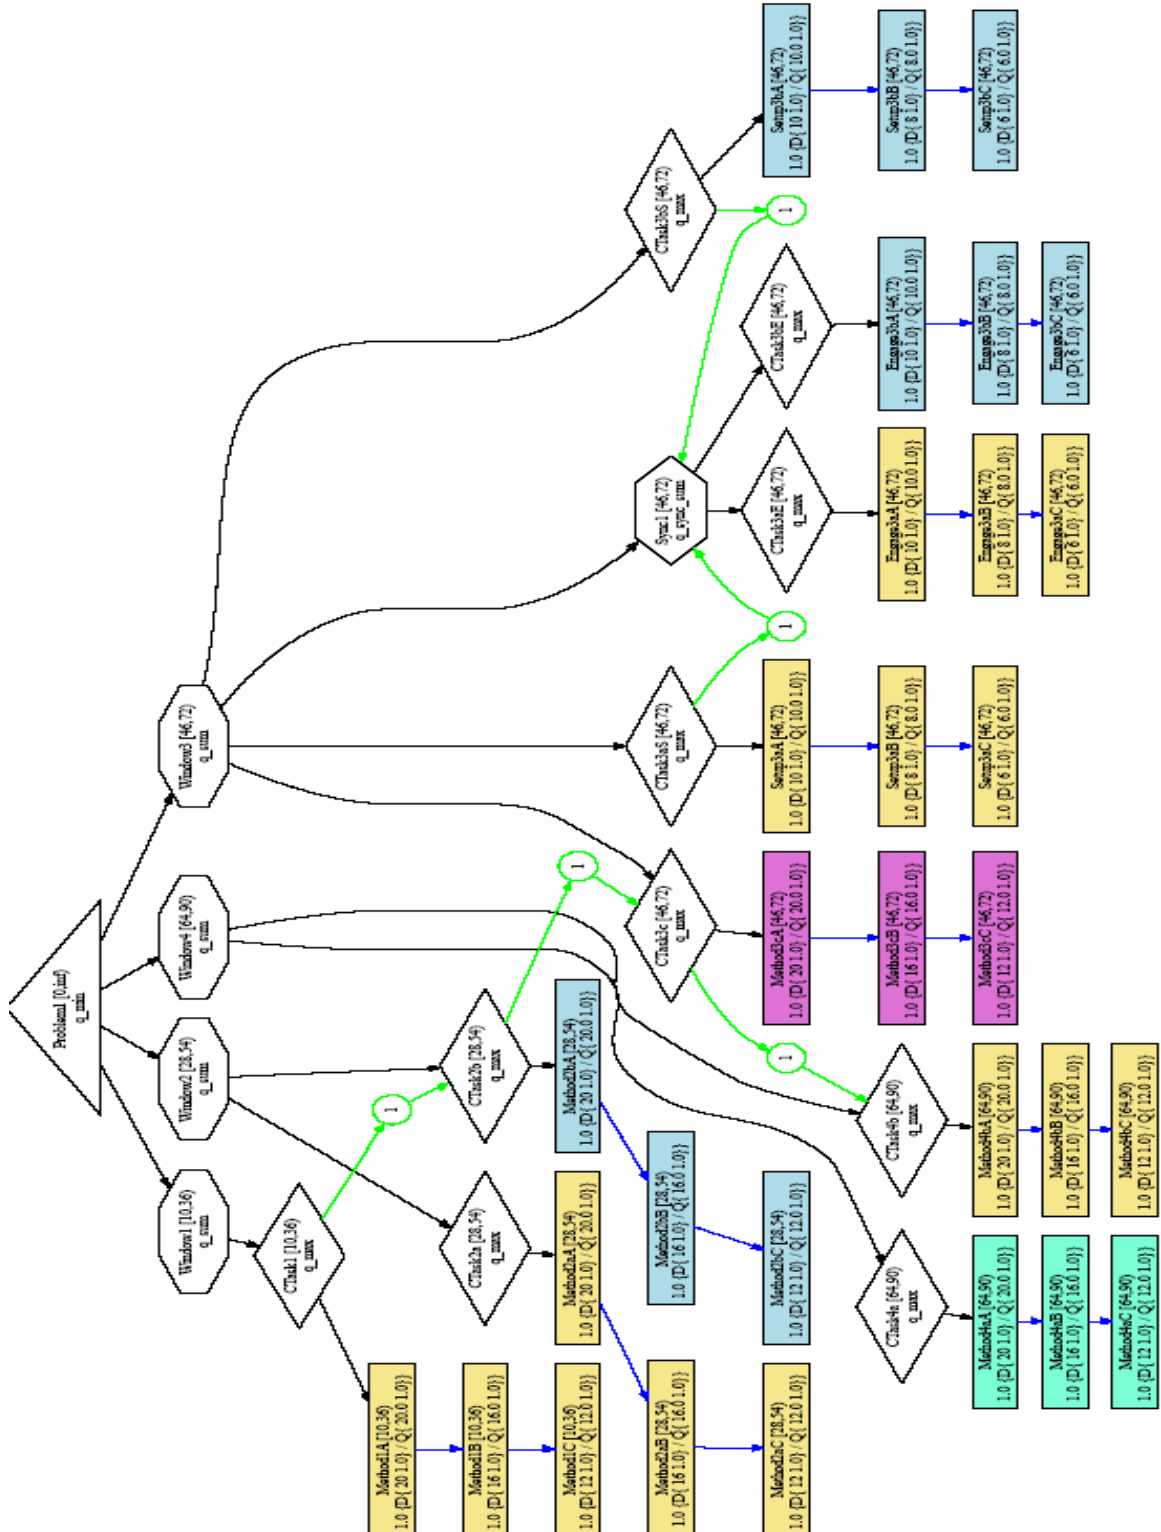 Problem1 [0,inf)
q_min
Window1 [10,36)
q_sum
Window2 [28,54)
q_sum
Window4 [64,90)
q_sum
Window3 [46,72)
q_sum
CTask1 [10,36)
q_max
1
Method1A [10,36)
1.0 {D{ 20 1.0} / Q{ 20.0 1.0}}
Method1B [10,36)
1.0 {D{ 16 1.0} / Q{ 16.0 1.0}}
Method1C [10,36)
1.0 {D{ 12 1.0} / Q{ 12.0 1.0}}
CTask2a [28,54)
q_max
CTask2b [28,54)
q_max
1
Method2aA [28,54)
1.0 {D{ 20 1.0} / Q{ 20.0 1.0}}
Method2bA [28,54)
1.0 {D{ 20 1.0} / Q{ 20.0 1.0}}
Method2aB [28,54)
1.0 {D{ 16 1.0} / Q{ 16.0 1.0}}
Method2bB [28,54)
1.0 {D{ 16 1.0} / Q{ 16.0 1.0}}
Method2aC [28,54)
1.0 {D{ 12 1.0} / Q{ 12.0 1.0}}
Method2bC [28,54)
1.0 {D{ 12 1.0} / Q{ 12.0 1.0}}
CTask3c [46,72)
q_max
CTask3aS [46,72)
q_max
Sync1 [46,72)
q_sync_sum
CTask3bS [46,72)
q_max
1
1
1
Method3cA [46,72)
1.0 {D{ 20 1.0} / Q{ 20.0 1.0}}
Setup3aA [46,72)
1.0 {D{ 10 1.0} / Q{ 10.0 1.0}}
CTask3aE [46,72)
q_max
CTask3bE [46,72)
q_max
Setup3bA [46,72)
1.0 {D{ 10 1.0} / Q{ 10.0 1.0}}
CTask4a [64,90)
q_max
CTask4b [64,90)
q_max
Method3cB [46,72)
1.0 {D{ 16 1.0} / Q{ 16.0 1.0}}
Setup3aB [46,72)
1.0 {D{ 8 1.0} / Q{ 8.0 1.0}}
Engage3aA [46,72)
1.0 {D{ 10 1.0} / Q{ 10.0 1.0}}
Engage3bA [46,72)
1.0 {D{ 10 1.0} / Q{ 10.0 1.0}}
Setup3bB [46,72)
1.0 {D{ 8 1.0} / Q{ 8.0 1.0}}
Method4aA [64,90)
1.0 {D{ 20 1.0} / Q{ 20.0 1.0}}
Method4bA [64,90)
1.0 {D{ 20 1.0} / Q{ 20.0 1.0}}
Method3cC [46,72)
1.0 {D{ 12 1.0} / Q{ 12.0 1.0}}
Setup3aC [46,72)
1.0 {D{ 6 1.0} / Q{ 6.0 1.0}}
Engage3aB [46,72)
1.0 {D{ 8 1.0} / Q{ 8.0 1.0}}
Engage3bB [46,72)
1.0 {D{ 8 1.0} / Q{ 8.0 1.0}}
Setup3bC [46,72)
1.0 {D{ 6 1.0} / Q{ 6.0 1.0}}
Method4aB [64,90)
1.0 {D{ 16 1.0} / Q{ 16.0 1.0}}
Method4bB [64,90)
1.0 {D{ 16 1.0} / Q{ 16.0 1.0}}
Engage3aC [46,72)
1.0 {D{ 6 1.0} / Q{ 6.0 1.0}}
Engage3bC [46,72)
1.0 {D{ 6 1.0} / Q{ 6.0 1.0}}
Method4aC [64,90)
1.0 {D{ 12 1.0} / Q{ 12.0 1.0}}
Method4bC [64,90)
1.0 {D{ 12 1.0} / Q{ 12.0 1.0}}